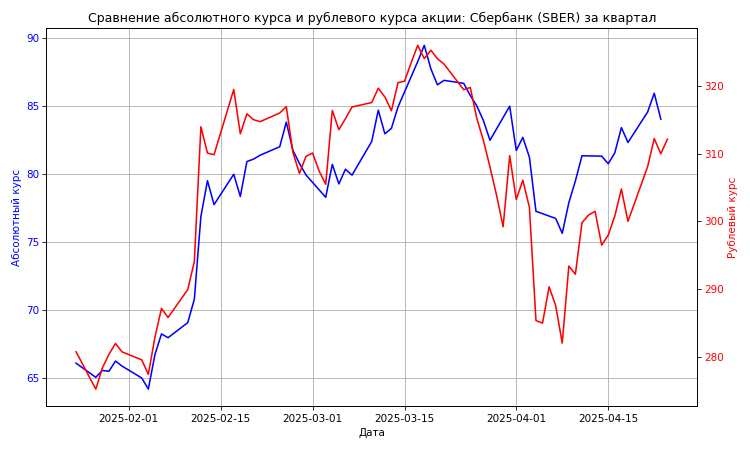 Сравнение абсолютного курса и рублевого курса акции: Сбербанк (SBER) за квартал
90
85
80
75
70
65
Абсолютный курс
320
310
300
290
280
Рублевый курс
2025-02-01 2025-02-15 2025-03-01 2025-03-15 2025-04-01 2025-04-15
Дата